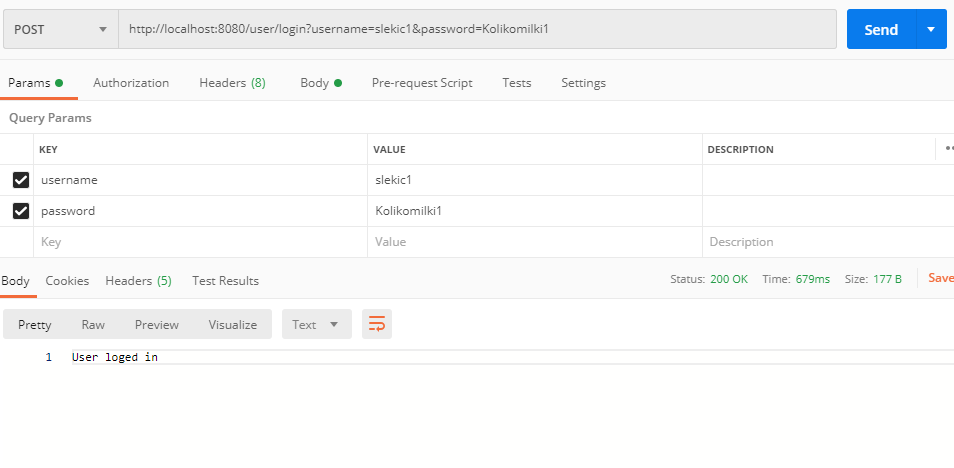 POST http://localhost:8080/user/login?username=slekic1&password=Kolikomilki1 Send
Params Authorization Headers (8) Body Pre-request Script Tests Settings
Query Params
KEY VALUE DESCRIPTION
username slekic1
password Kolikomilki1
Key Value Description
Body Cookies Headers (5) Test Results Status: 200 OK Time: 679ms Size: 177 B Save
Pretty Raw Preview Visualize Text
1 User loged in